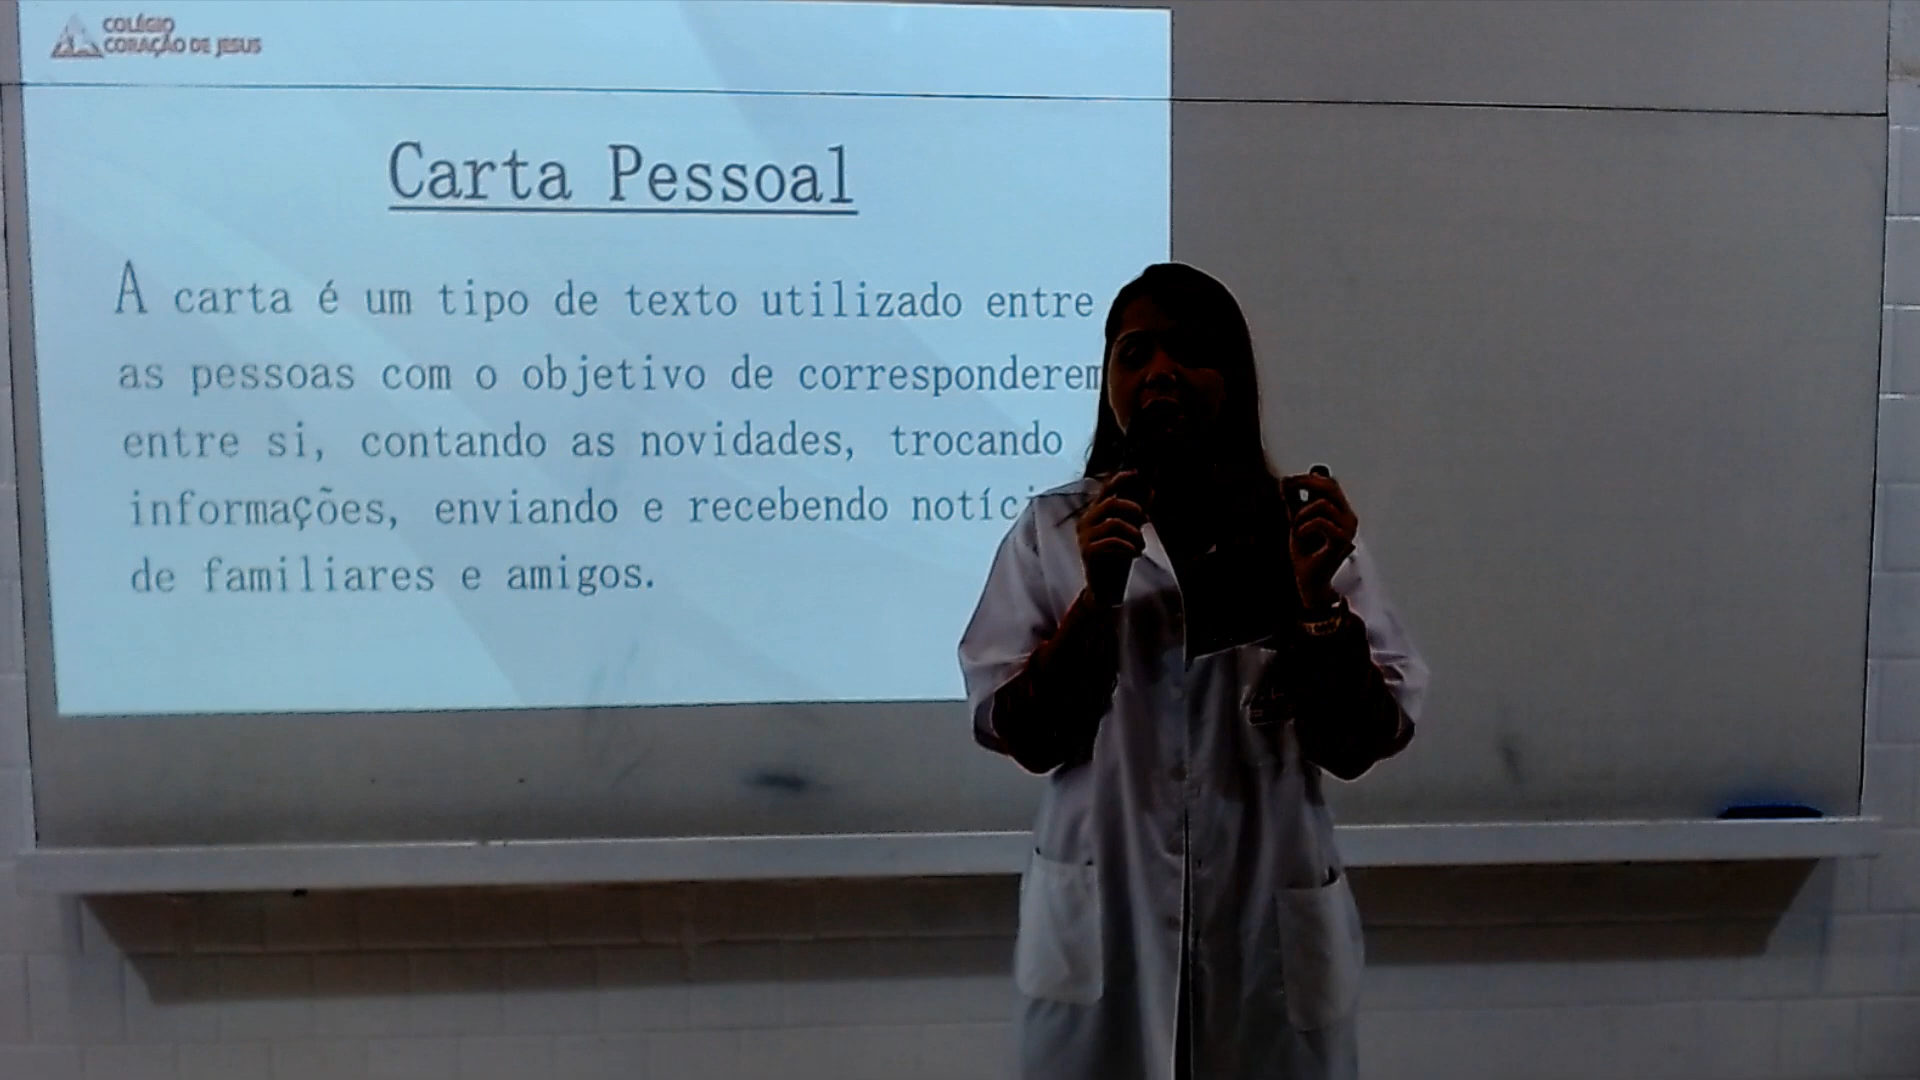 COLÉGIO
CORAÇÃO DE JESUS
Carta Pessoal
A carta é um tipo de texto utilizado entre
as pessoas com o objetivo de corresponderem
entre si, contando as novidades, trocando
informações, enviando e recebendo
de familiares e amigos.